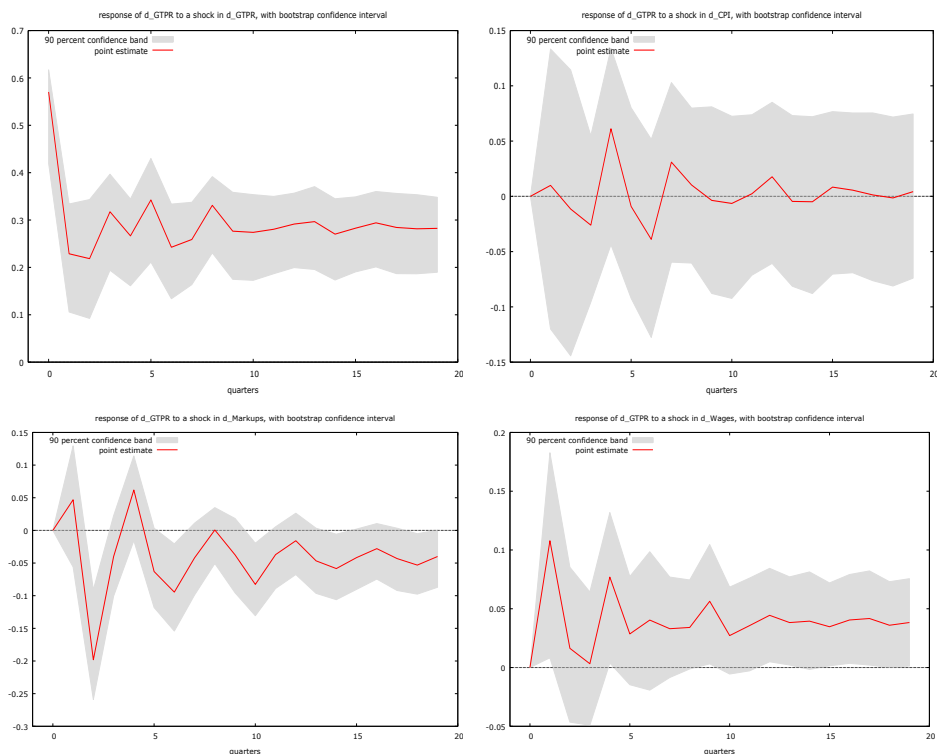 response of d_GTPR to a shock in d_GTPR, with bootstrap confidence interval
90 percent confidence band
point estimate
0.7
0.6
0.5
0.4
0.3
0.2
0.1
0
0 5 10 15 20
quarters
response of d_GTPR to a shock in d_CPI, with bootstrap confidence interval
90 percent confidence band
point estimate
0.15
0.1
0.05
0
-0.05
-0.1
-0.15
0 5 10 15 20
quarters
response of d_GTPR to a shock in d_Markups, with bootstrap confidence interval
90 percent confidence band
point estimate
0.15
0.1
0.05
0
-0.05
-0.1
-0.15
-0.2
-0.25
-0.3
0 5 10 15 20
quarters
response of d_GTPR to a shock in d_Wages, with bootstrap confidence interval
90 percent confidence band
point estimate
0.2
0.15
0.1
0.05
0
-0.05
0 5 10 15 20
quarters